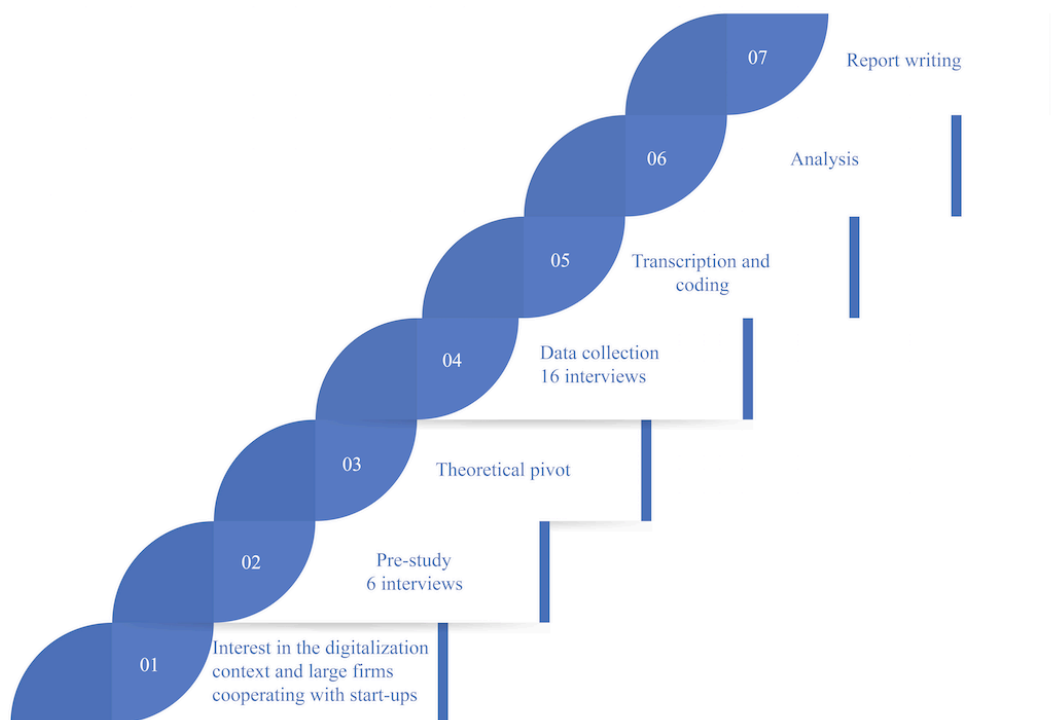 07
Report writing
06
Analysis
05
Transcription and
coding
04
Data collection
16 interviews
03
Theoretical pivot
02
Pre-study
6 interviews
01
Interest in the digitalization
context and large firms
cooperating with start-ups